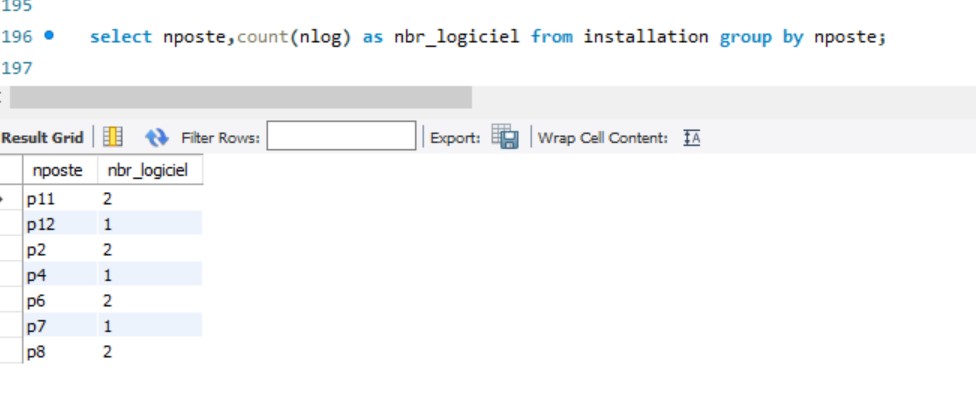 195
196 select nposte,count(nlog) as nbr_logiciel from installation group by nposte;
197
Result Grid Filter Rows: Export: Wrap Cell Content:
nposte nbr_logiciel
p11 2
p12 1
p2 2
p4 1
p6 2
p7 1
p8 2